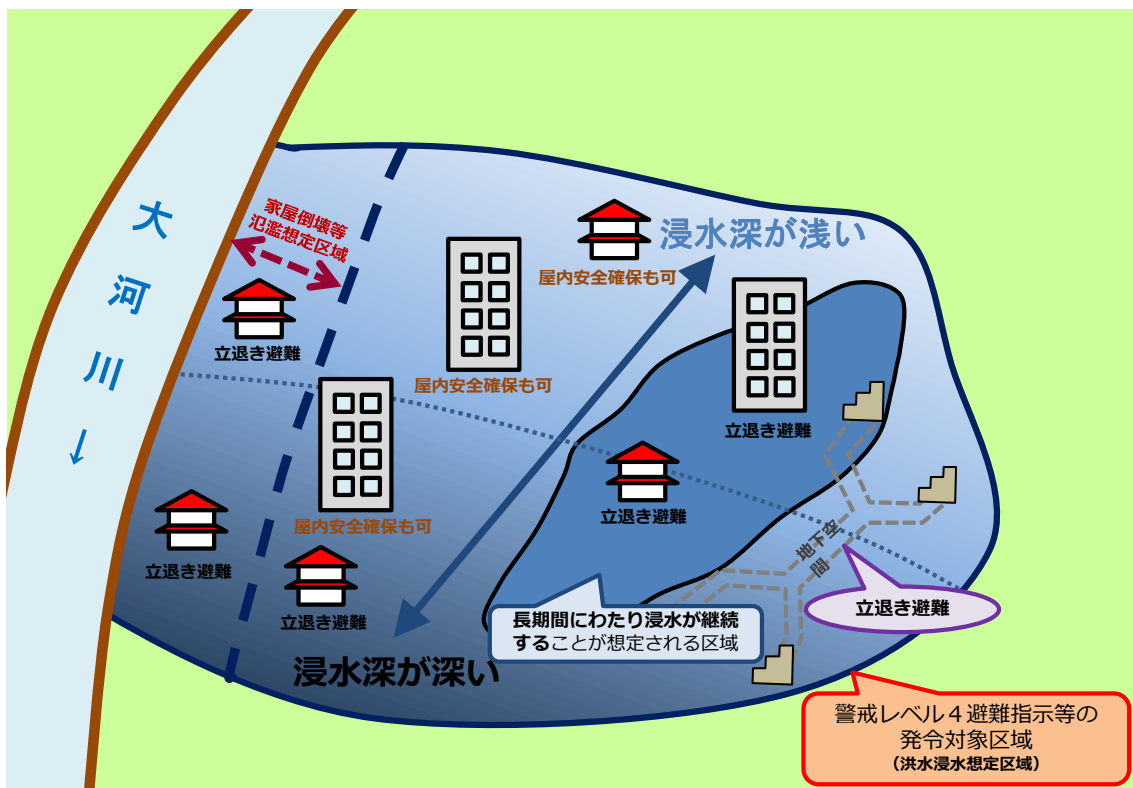 大河川
↓
家屋倒壊等
氾濫想定区域
立退き避難
屋内安全確保も可
浸水深が浅い
屋内安全確保も可
立退き避難
屋内安全確保も可
立退き避難
立退き避難
立退き避難
地下空
間
立退き避難
長期間にわたり浸水が継続
することが想定される区域
浸水深が深い
警戒レベル４避難指示等の
発令対象区域
（洪水浸水想定区域）